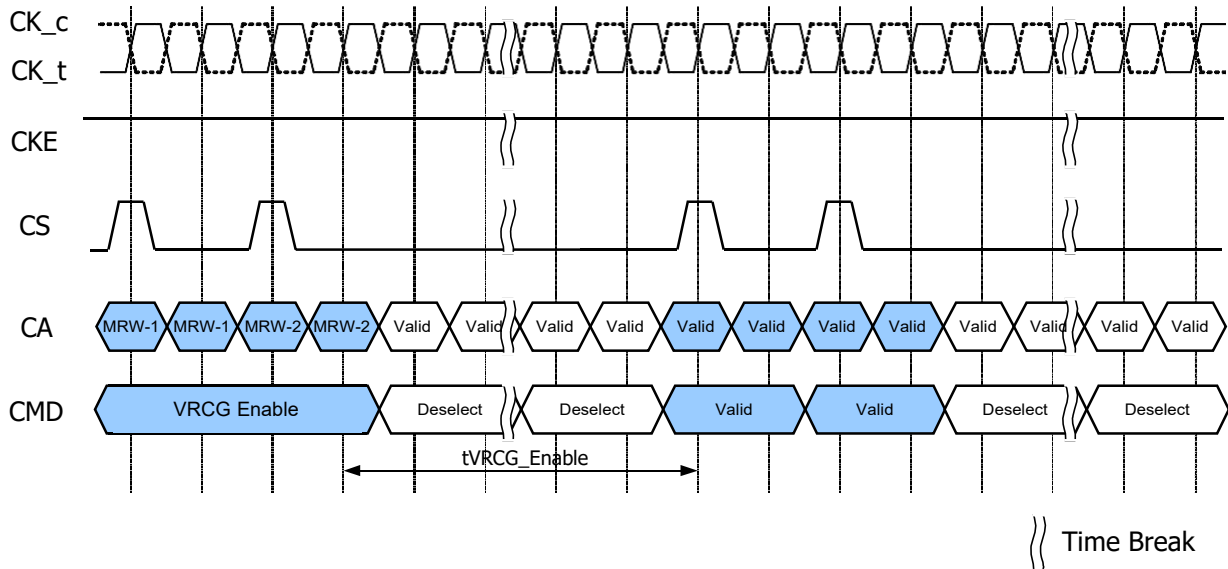 CK_c
CK_t
CKE
CS
CA MRW-1 MRW-1 MRW-2 MRW-2 Valid Valid Valid Valid Valid Valid Valid Valid Valid Valid Valid Valid
CMD VRCG Enable Deselect Deselect Valid Valid Deselect Deselect
tVRCG_Enable
Time Break